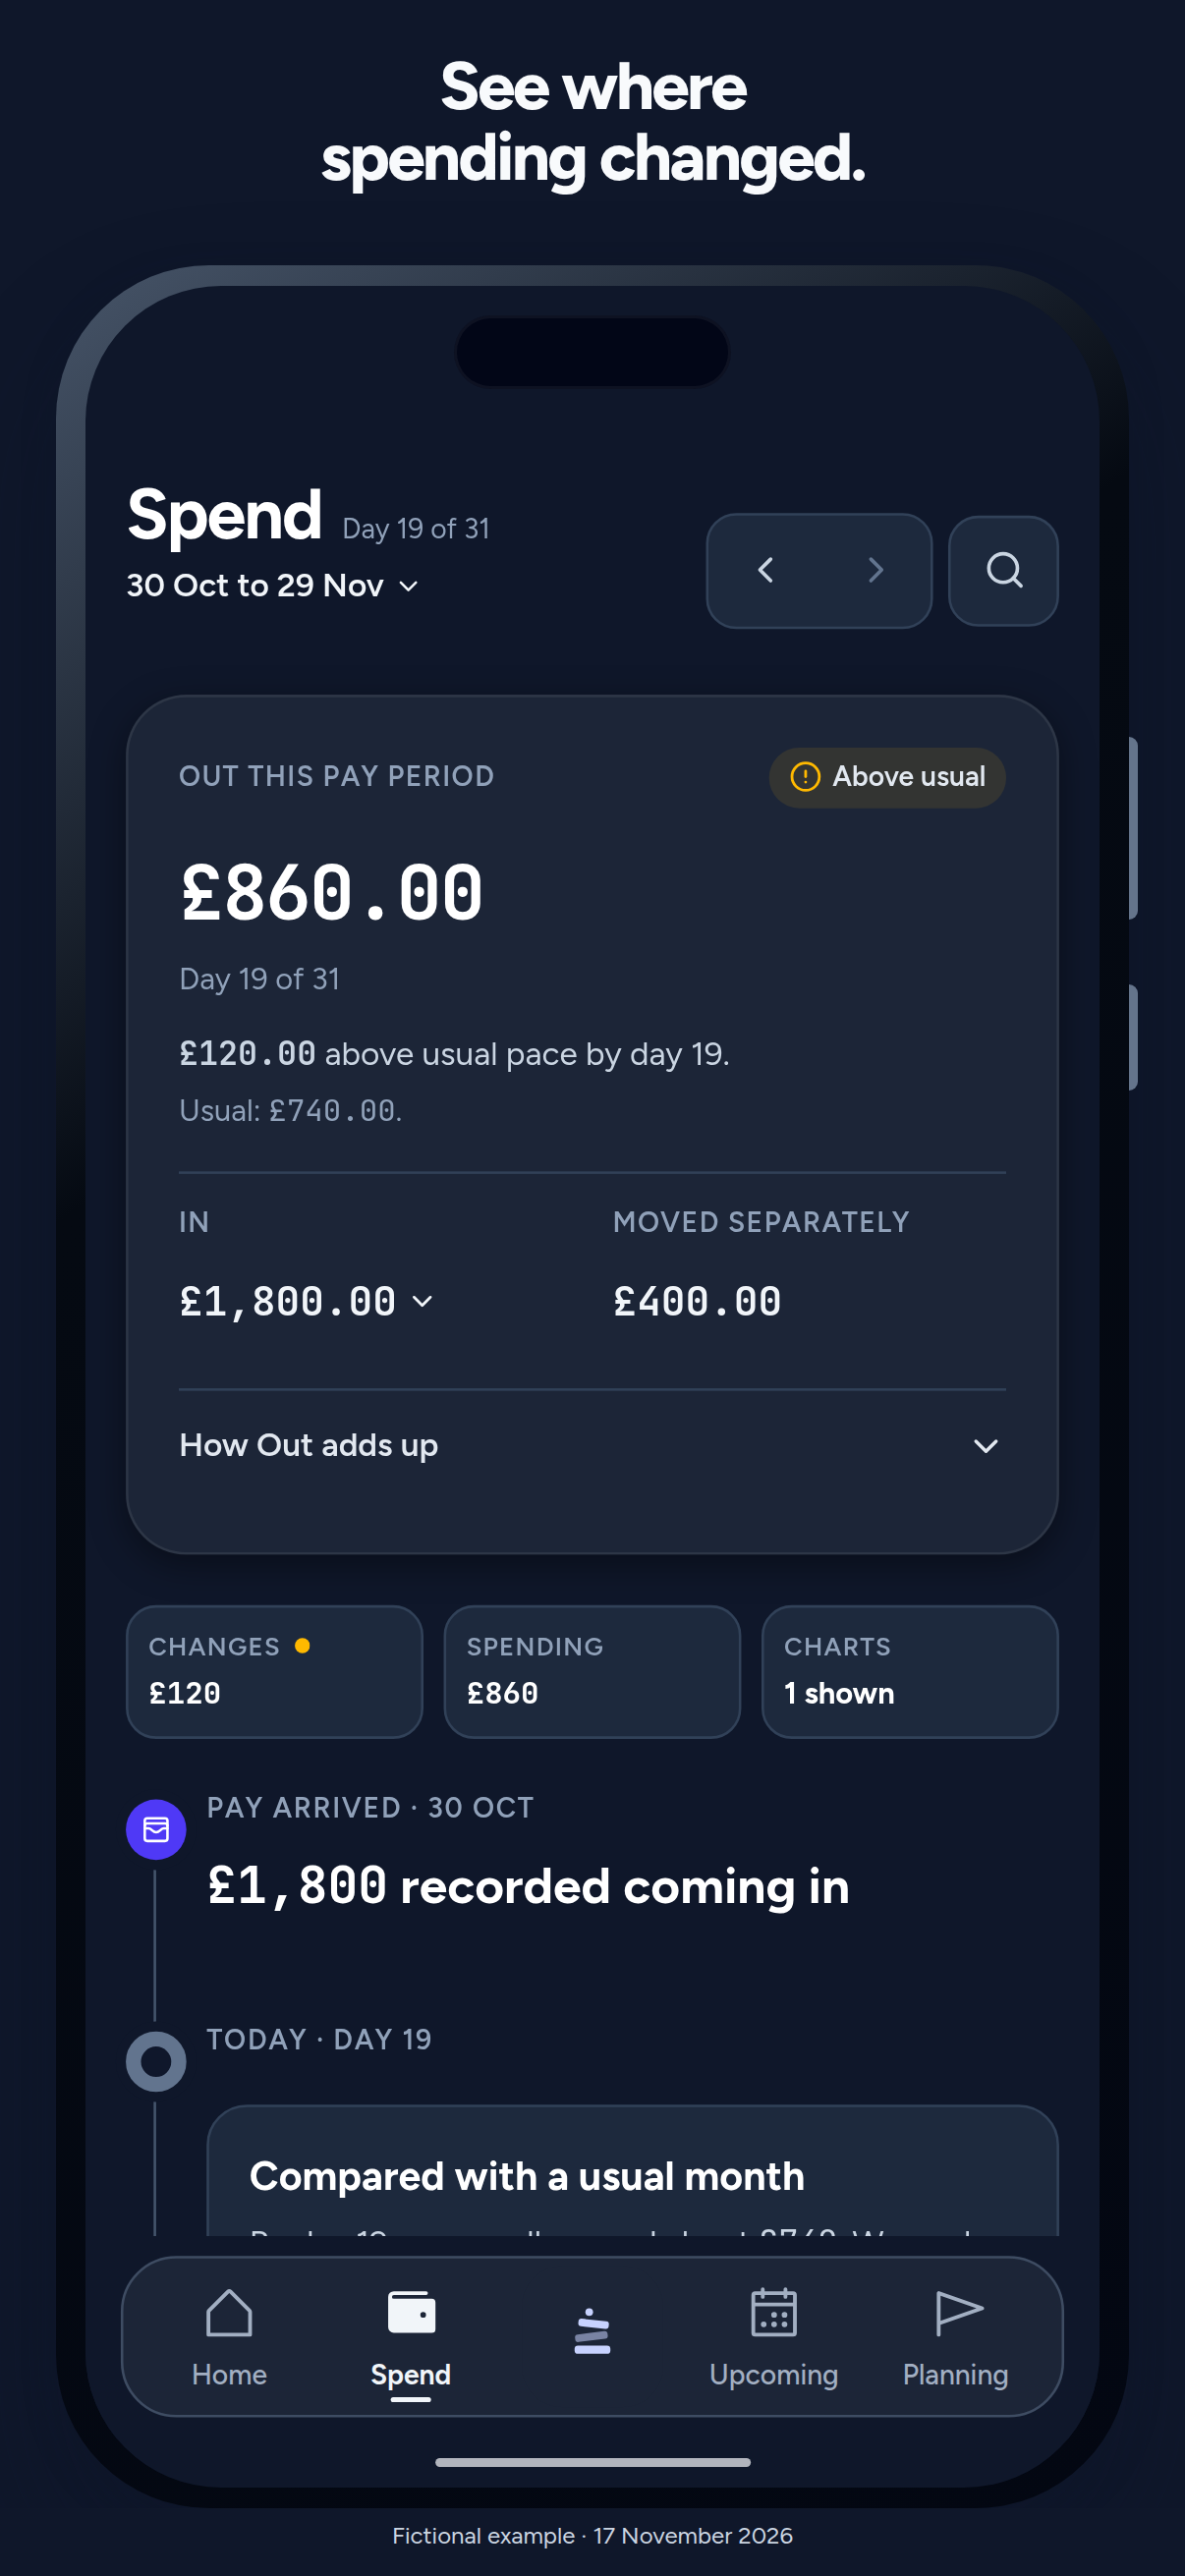 See where
spending changed.
Spend Day 19 of 31
30 Oct to 29 Nov
OUT THIS PAY PERIOD
Above usual
£860.00
Day 19 of 31
£120.00 above usual pace by day 19.
Usual: £740.00.
IN
MOVED SEPARATELY
£1,800.00
£400.00
How Out adds up
CHANGES
SPENDING
CHARTS
£120
£860
1 shown
PAY ARRIVED · 30 OCT
£1,800 recorded coming in
TODAY · DAY 19
Compared with a usual month
Home
Spend
Upcoming
Planning
Fictional example · 17 November 2026